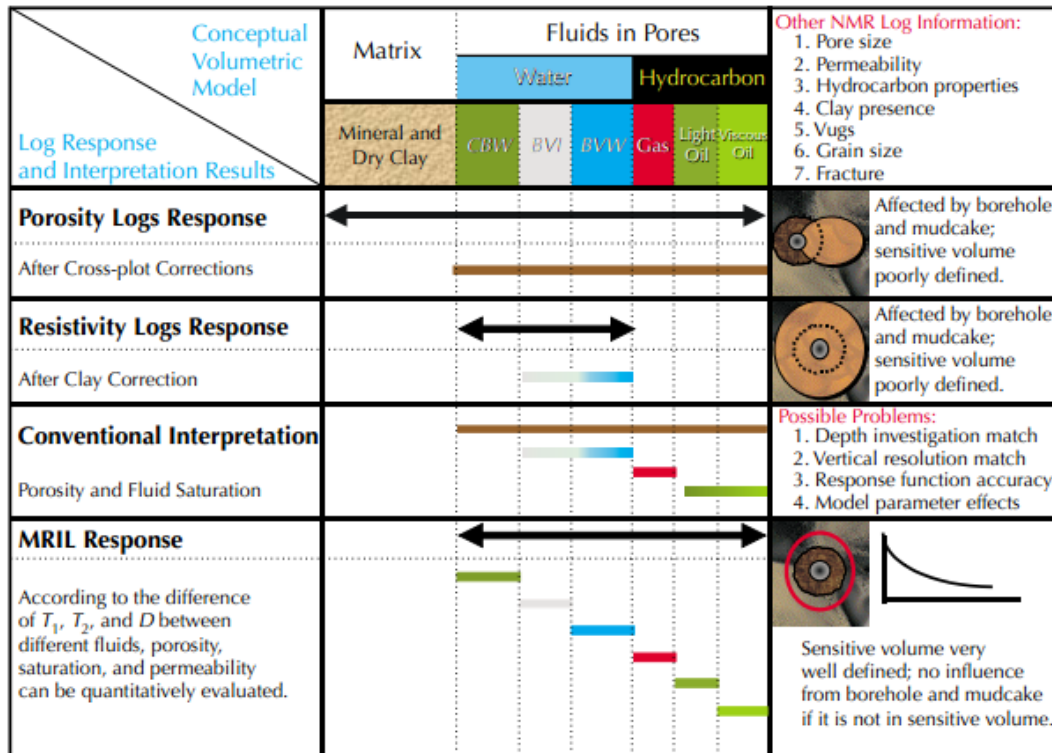 Conceptual
Volumetric
Model
Log Response
and Interpretation Results
Matrix
Fluids in Pores
Water
Hydrocarbon
Mineral and
Dry Clay
CBW
BVI
BVW
Gas
Light
Oil
Viscous
Oil
Other NMR Log Information:
1. Pore size
2. Permeability
3. Hydrocarbon properties
4. Clay presence
5. Vugs
6. Grain size
7. Fracture
Porosity Logs Response
After Cross-plot Corrections
Affected by borehole
and mudcake;
sensitive volume
poorly defined.
Resistivity Logs Response
After Clay Correction
Affected by borehole
and mudcake;
sensitive volume
poorly defined.
Conventional Interpretation
Porosity and Fluid Saturation
Possible Problems:
1. Depth investigation match
2. Vertical resolution match
3. Response function accuracy
4. Model parameter effects
MRIL Response
According to the difference
of T1, T2, and D between
different fluids, porosity,
saturation, and permeability
can be quantitatively evaluated.
Sensitive volume very
well defined; no influence
from borehole and mudcake
if it is not in sensitive volume.